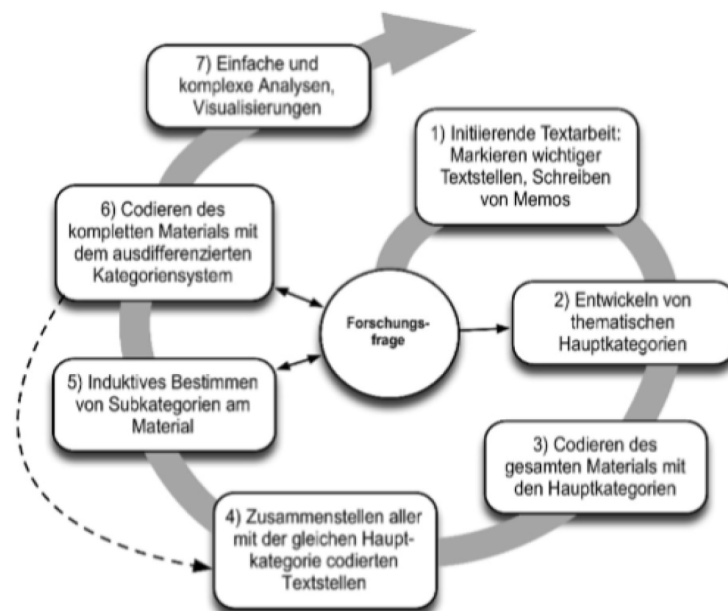 7) Einfache und
komplexe Analysen,
Visualisierungen
1) Initiierende Textarbeit:
Markieren wichtiger
Textstellen, Schreiben
von Memos
6) Codieren des
kompletten Materials mit
dem ausdifferenzierten
Kategoriensystem
Forschungs-
frage
2) Entwickeln von
thematischen
Hauptkategorien
5) Induktives Bestimmen
von Subkategorien am
Material
3) Codieren des
gesamten Materials mit
den Hauptkategorien
4) Zusammenstellen aller
mit der gleichen Haupt-
kategorie codierten
Textstellen